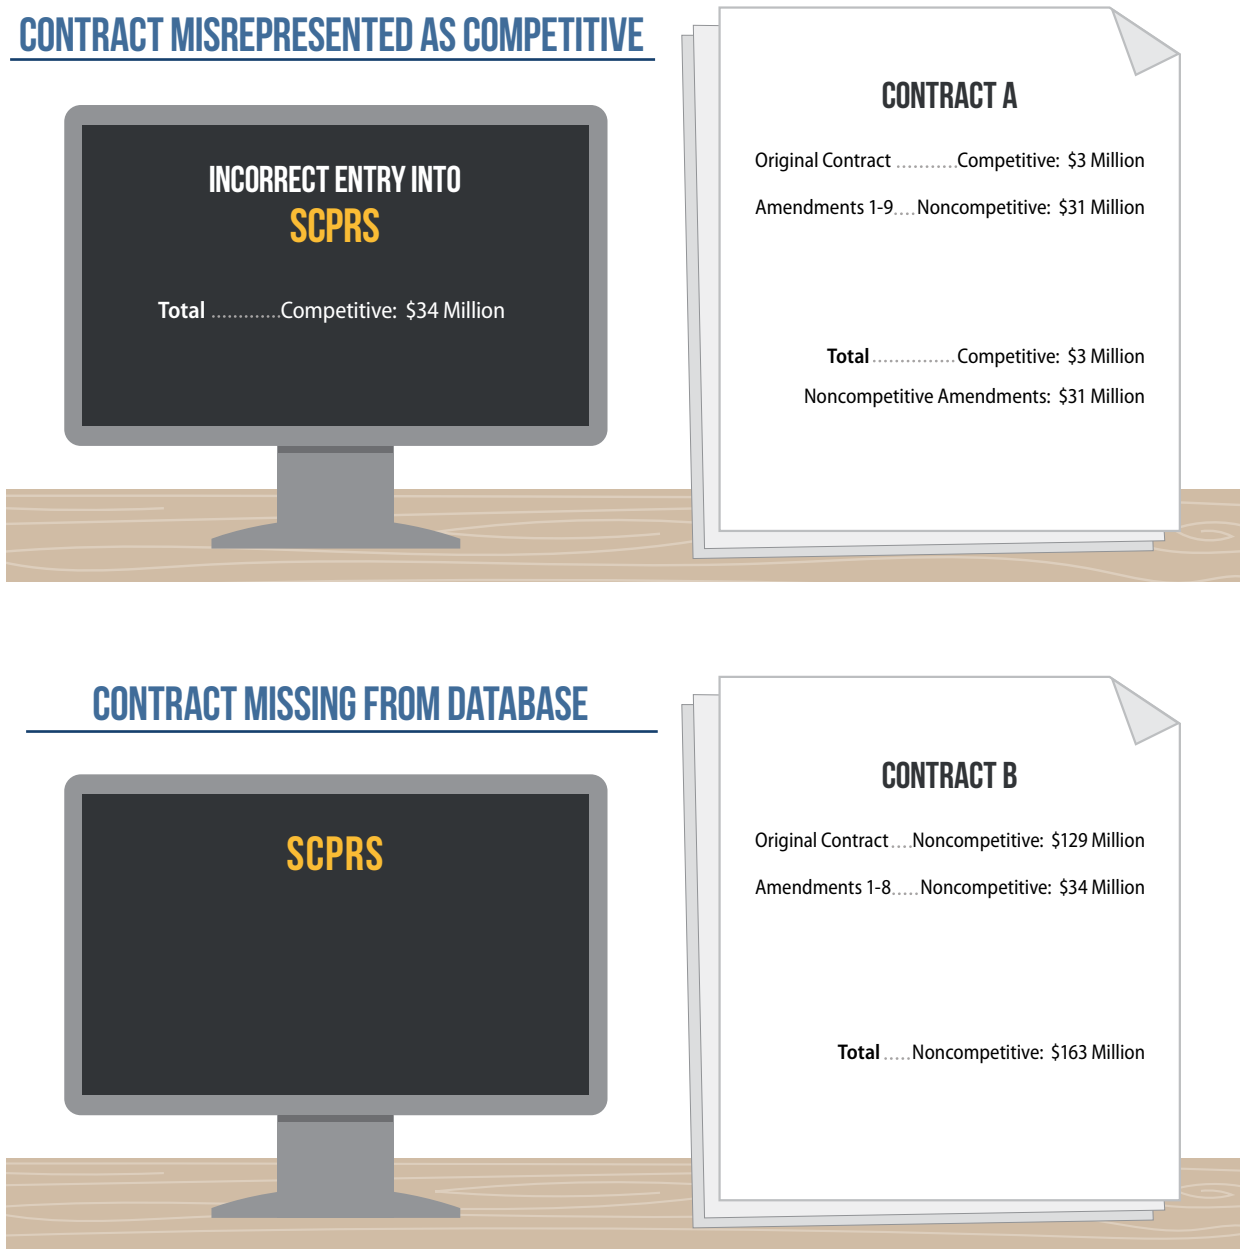 CONTRACT MISREPRESENTED AS COMPETITIVE
INCORRECT ENTRY INTO
SCPRS
Total .............Competitive: $34 Million
CONTRACT A
Original Contract ...........Competitive: $3 Million
Amendments 1-9....Noncompetitive: $31 Million
Total ...............Competitive: $3 Million
Noncompetitive Amendments: $31 Million
CONTRACT MISSING FROM DATABASE
SCPRS
CONTRACT B
Original Contract....Noncompetitive: $129 Million
Amendments 1-8.....Noncompetitive: $34 Million
Total .....Noncompetitive: $163 Million